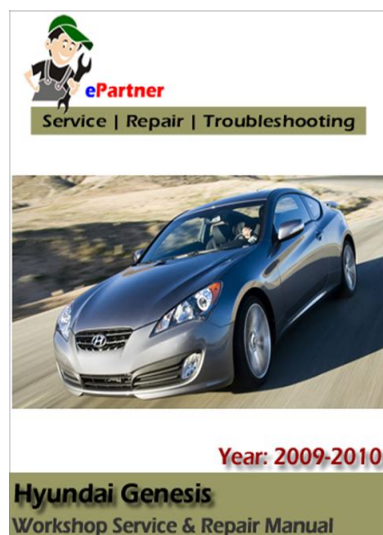 ePartner
Service | Repair | Troubleshooting
Year: 2009-2010
Hyundai Genesis
Workshop Service & Repair Manual